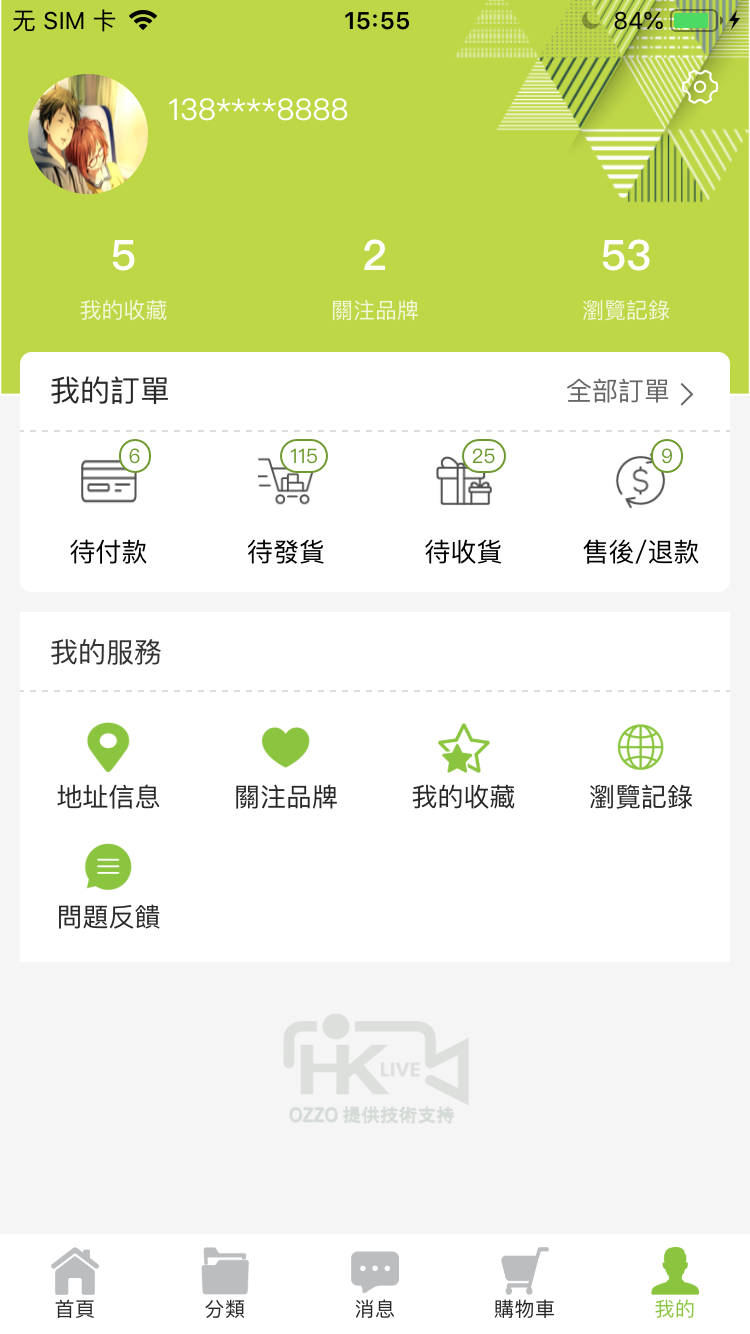 无 SIM 卡 15:55 84%
138****8888
5 2 53
我的收藏 關注品牌 瀏覽記錄
我的訂單 全部訂單
6 115 25 9
$
待付款 待發貨 待收貨 售後/退款
我的服務
地址信息 關注品牌 我的收藏 瀏覽記錄
問題反饋
HK LIVE
OZZO 提供技術支持
首頁 分類 消息 購物車 我的